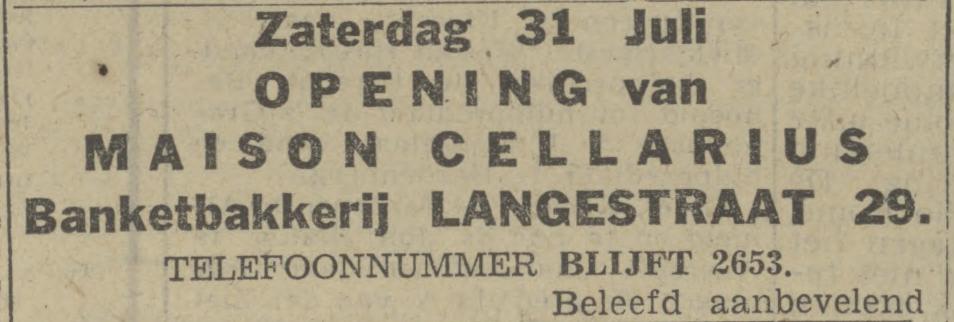 Zaterdag 31 Juli
OPENING van
MAISON CELLARIUS
Banketbakkerij LANGESTRAAT 29.
TELEFOONNUMMER BLIJFT 2653.
Beleefd aanbevelend